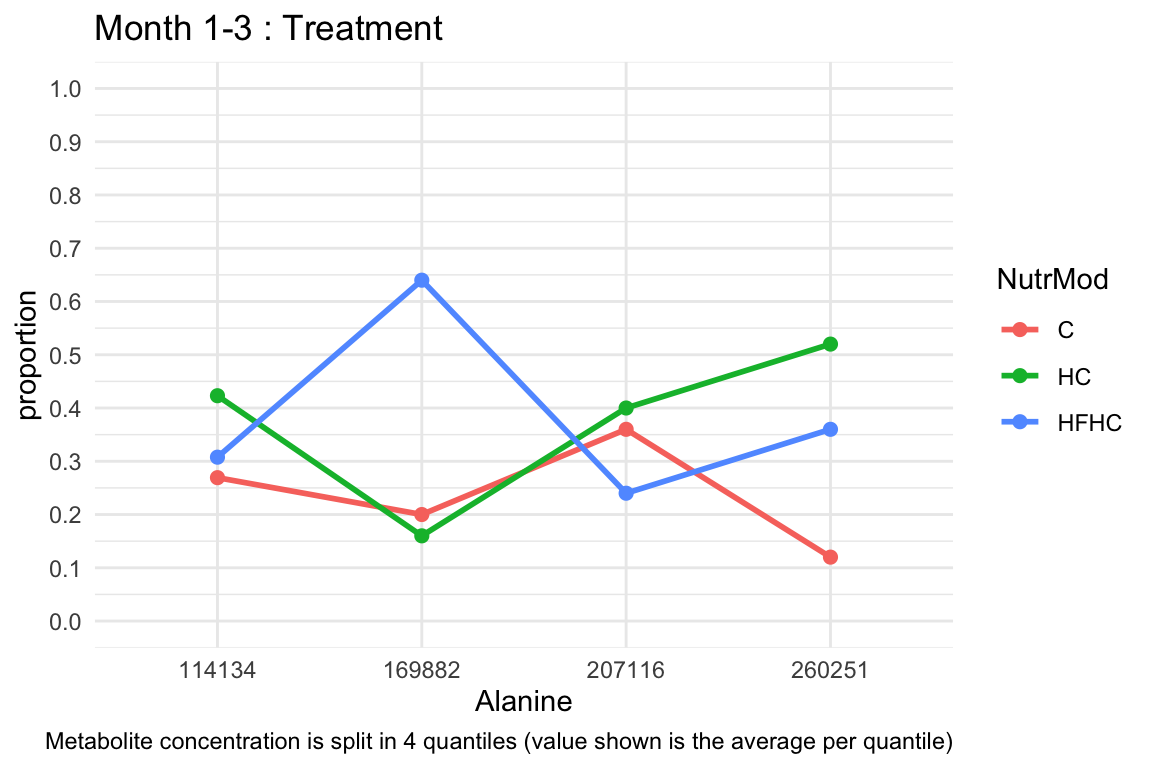 Month 1-3 : Treatment
proportion
1.0
0.9
0.8
0.7
0.6
0.5
0.4
0.3
0.2
0.1
0.0
114134 169882 207116 260251
Alanine
NutrMod
C
HC
HFHC
Metabolite concentration is split in 4 quantiles (value shown is the average per quantile)